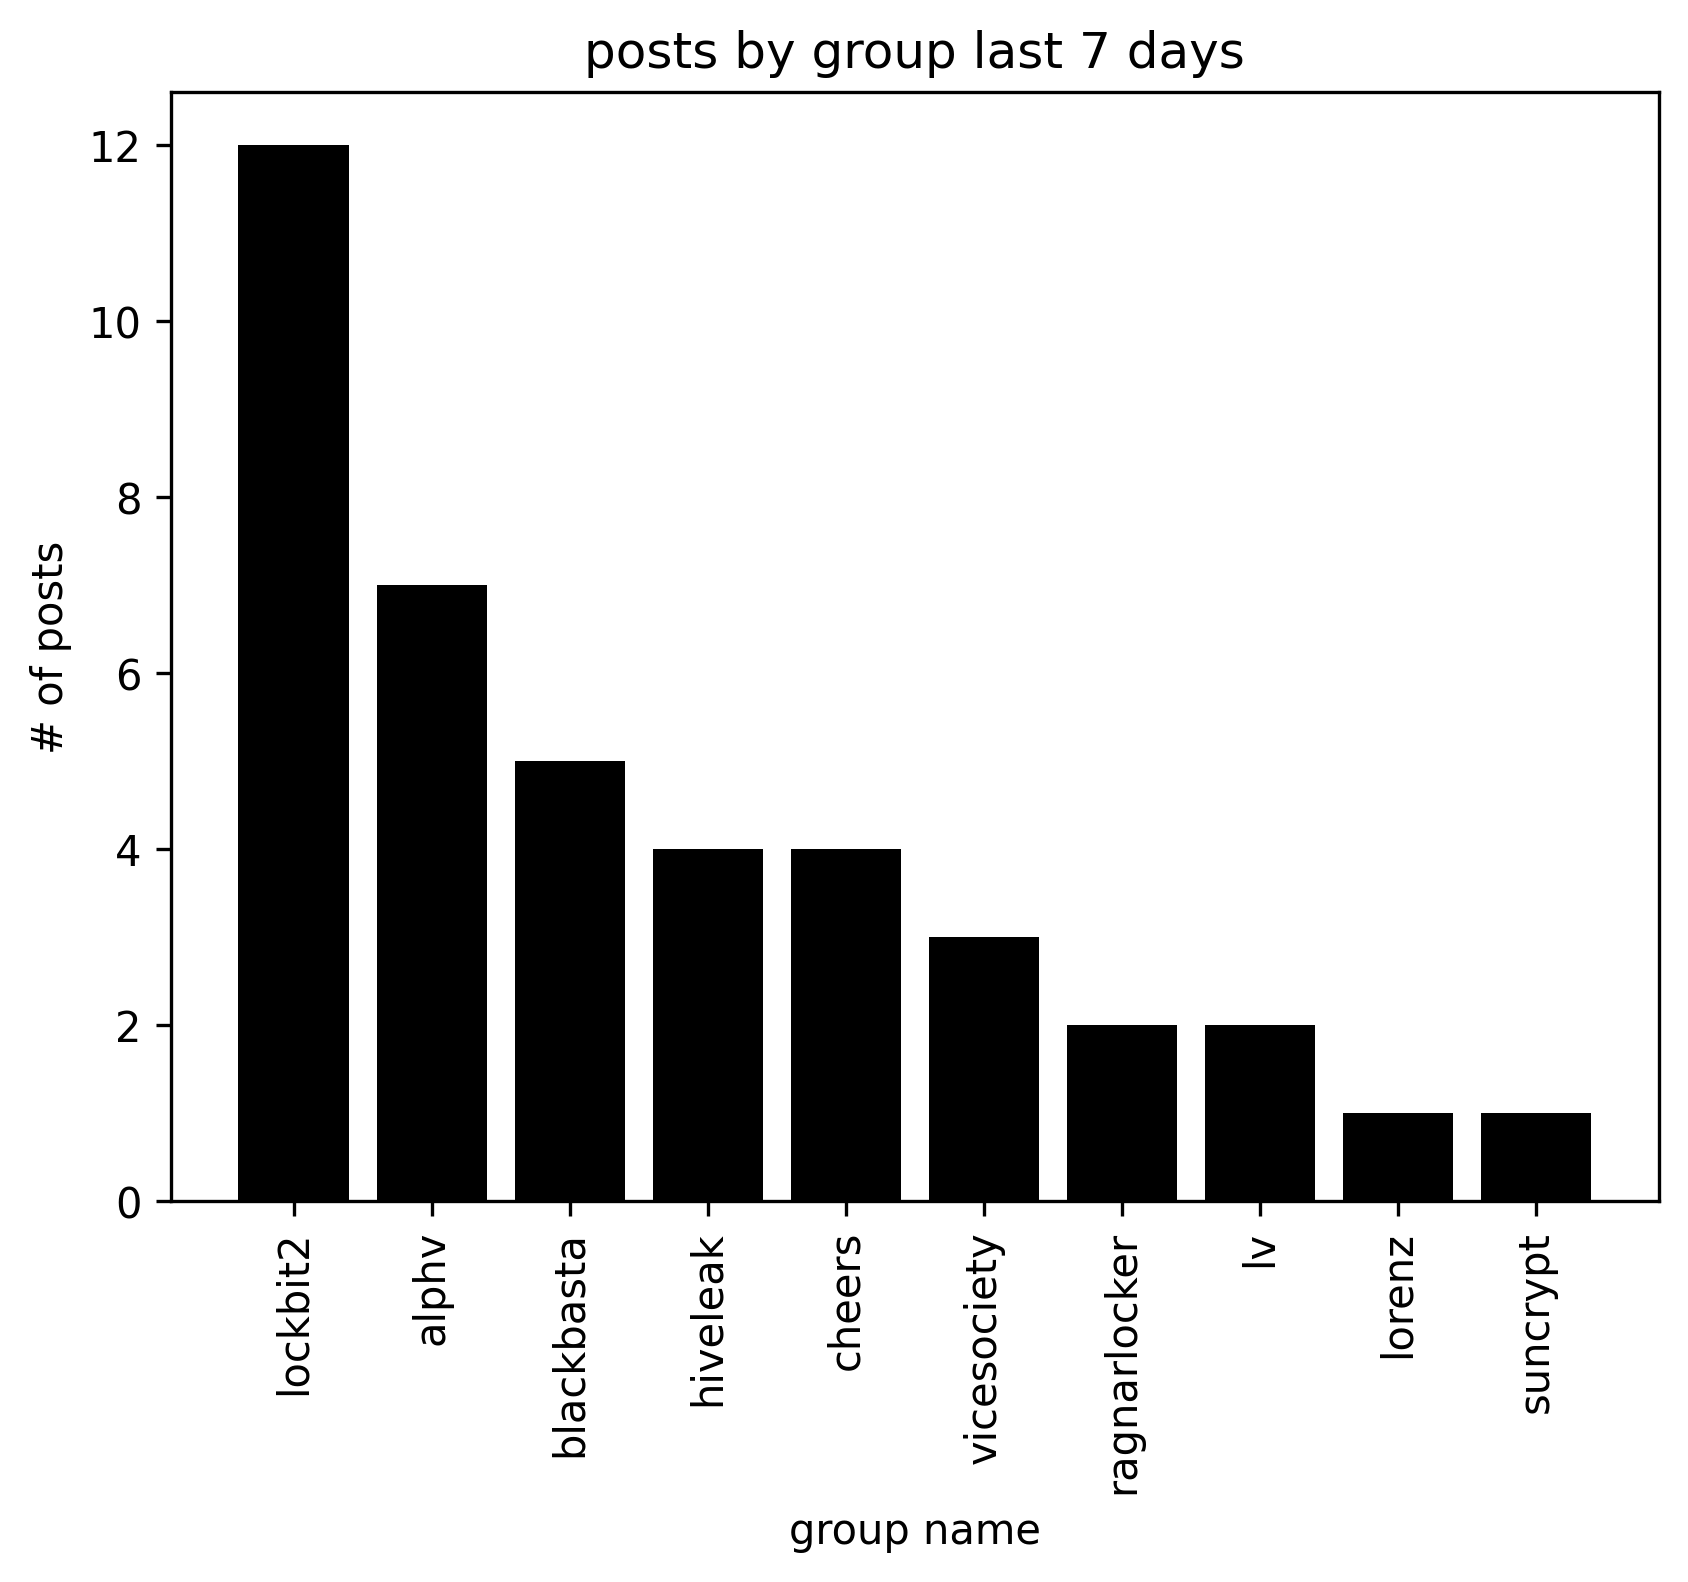 posts by group last 7 days
12
10
8
6
4
2
0
# of posts
lockbit2
alphv
blackbasta
hiveleak
cheers
vicesociety
ragnarlocker
lv
lorenz
suncrypt
group name